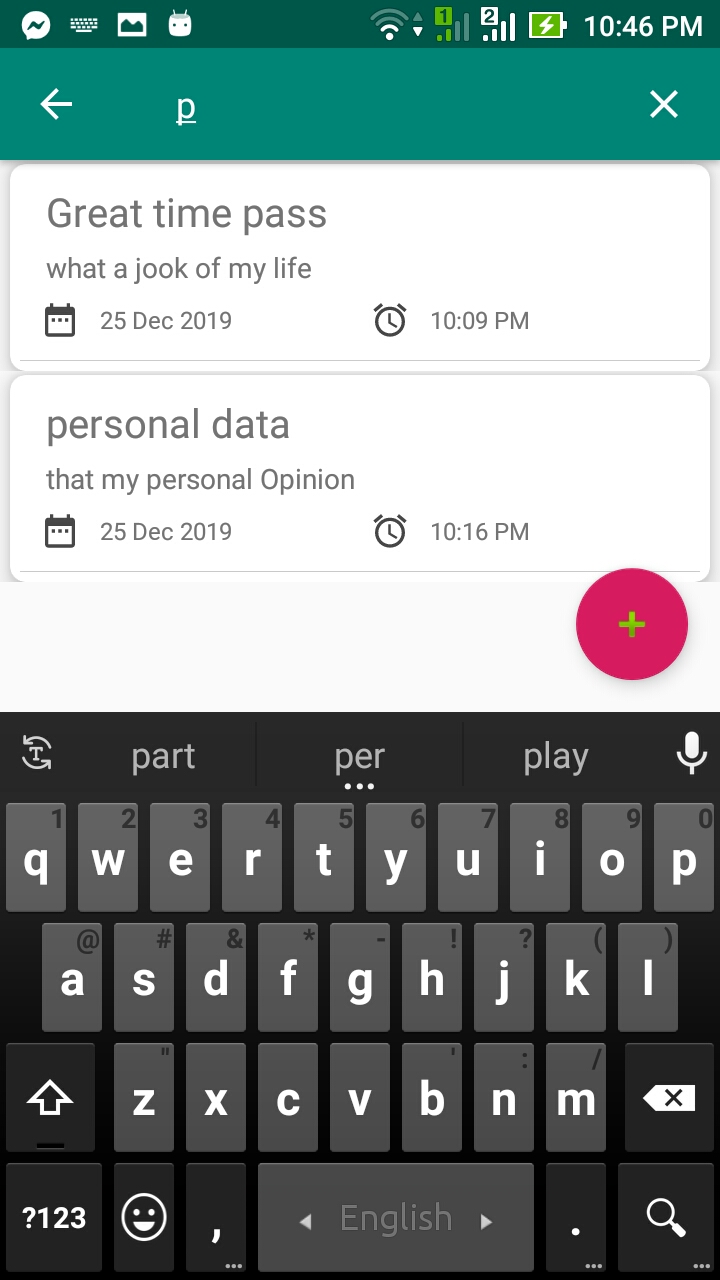 1 2 10:46 PM
p
Great time pass
what a jook of my life
25 Dec 2019 10:09 PM
personal data
that my personal Opinion
25 Dec 2019 10:16 PM
+
T part per play
1 2 3 4 5 6 7 8 9 0
q w e r t y u i o p
@ # & * - ! ? ( )
a s d f g h j k l
" ' : /
z x c v b n m
?123 , English .